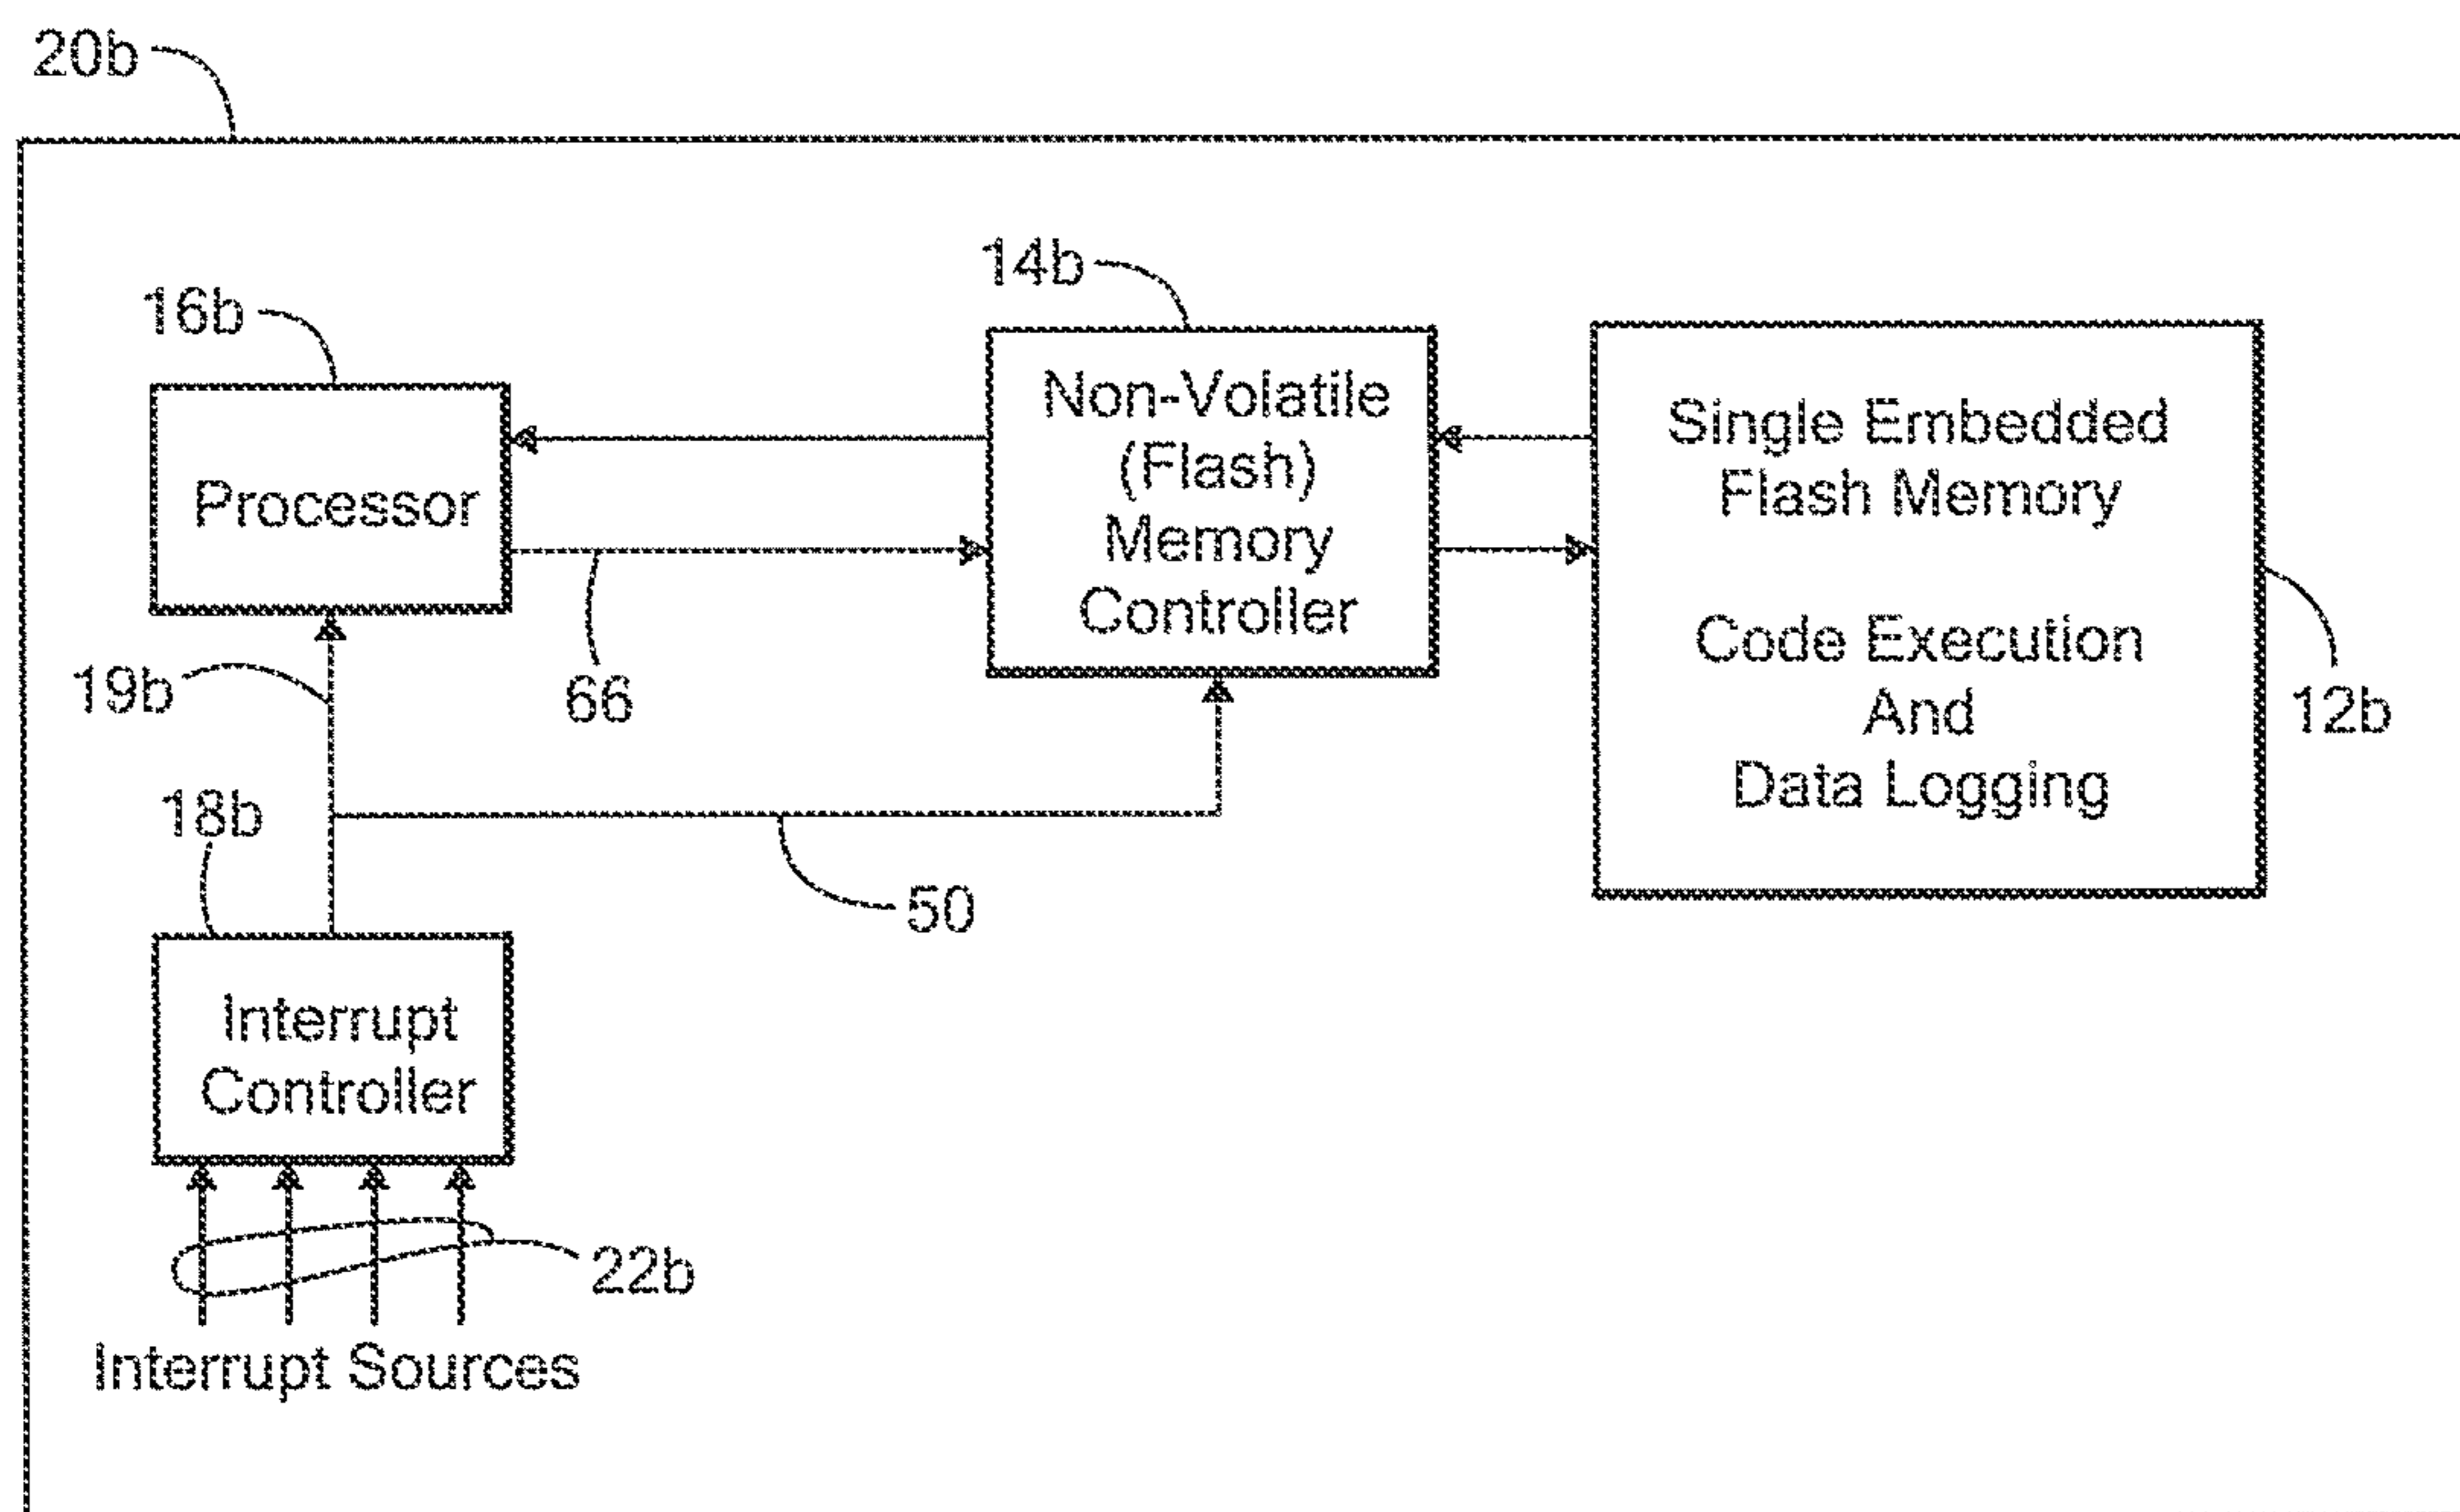 20b
14b
16b
Non-Volatile
(Flash)
Memory
Controller
Single Embedded
Flash Memory
Code Execution
And
Data Logging
Processor
19b
66
12b
18b
50
Interrupt
Controller
22b
Interrupt Sources